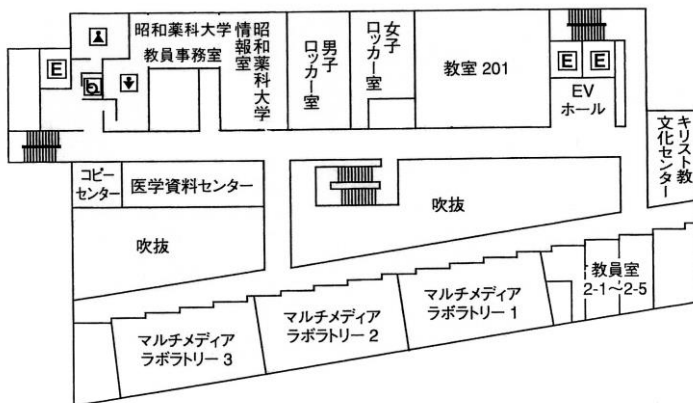 昭和薬科大学
教員事務室
昭和薬科大学
情報室
男子
ロッカー室
女子
ロッカー室
教室 201
E
E
E
EV
ホール
キリスト教
文化センター
コピー
センター
医学資料センター
吹抜
吹抜
教員室
2-1～2-5
マルチメディア
ラボラトリー 1
マルチメディア
ラボラトリー 2
マルチメディア
ラボラトリー 3